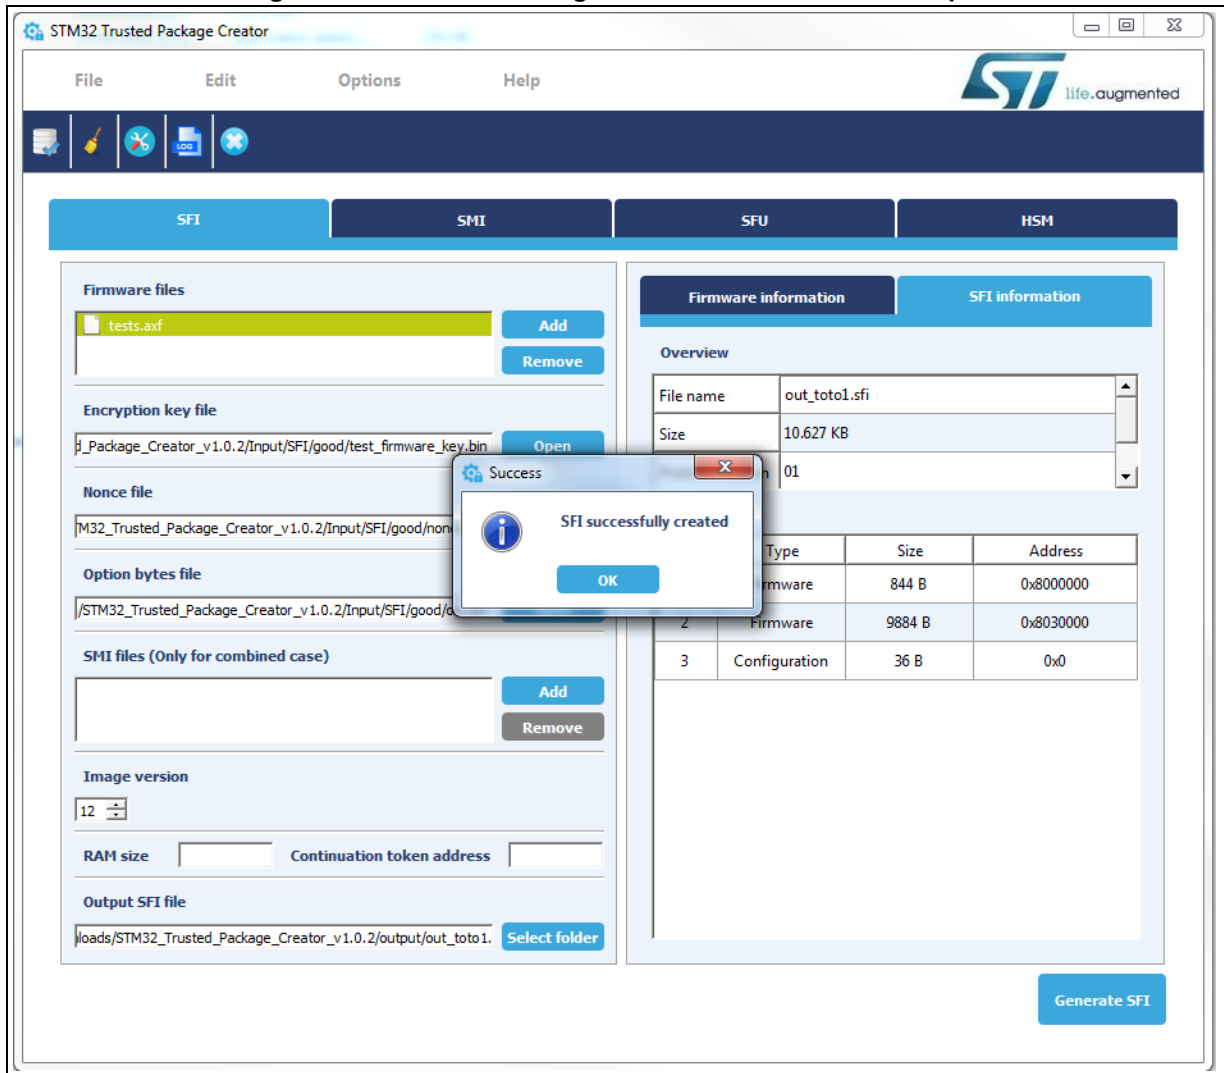 STM32 Trusted Package Creator
File Edit Options Help
life.augmented
LOG
SFI SMI SFU HSM
Firmware files
tests.axf
Add
Remove
Encryption key file
d_Package_Creator_v1.0.2/Input/SFI/good/test_firmware_key.bin
Open
Nonce file
TM32_Trusted_Package_Creator_v1.0.2/Input/SFI/good/non
Option bytes file
/STM32_Trusted_Package_Creator_v1.0.2/Input/SFI/good/o
SMI files (Only for combined case)
Add
Remove
Image version
12
RAM size Continuation token address
Output SFI file
loads/STM32_Trusted_Package_Creator_v1.0.2/output/out_toto1.
Select folder
Firmware information SFI information
Overview
File name out_toto1.sfi
Size 10.627 KB
01
Success
SFI successfully created
OK
Type Size Address
rmware 844 B 0x8000000
2 Firmware 9884 B 0x8030000
3 Configuration 36 B 0x0
Generate SFI